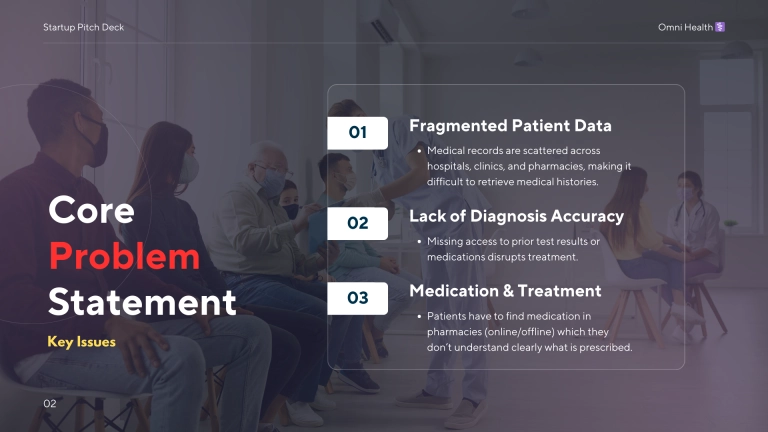 Startup Pitch Deck
Omni Health
Core
Problem
Statement
Key Issues
01
Fragmented Patient Data
• Medical records are scattered across
hospitals, clinics, and pharmacies, making it
difficult to retrieve medical histories.
02
Lack of Diagnosis Accuracy
• Missing access to prior test results or
medications disrupts treatment.
03
Medication & Treatment
• Patients have to find medication in
pharmacies (online/offline) which they
don’t understand clearly what is prescribed.
02